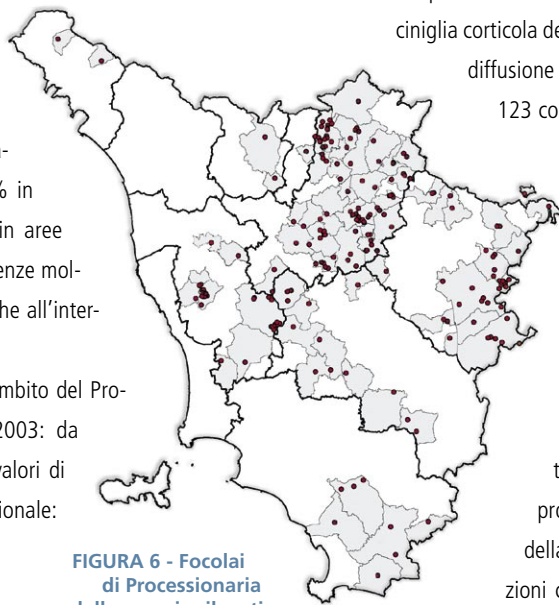 -
% in
in aree
enze mol-
he all'inter-
mbito del Pro-
2003: da
valori di
ionale:
FIGURA 6 - Focolai
di Processionaria
ciniglia corticola de
diffusione
123 co
t
pro
della
zioni c